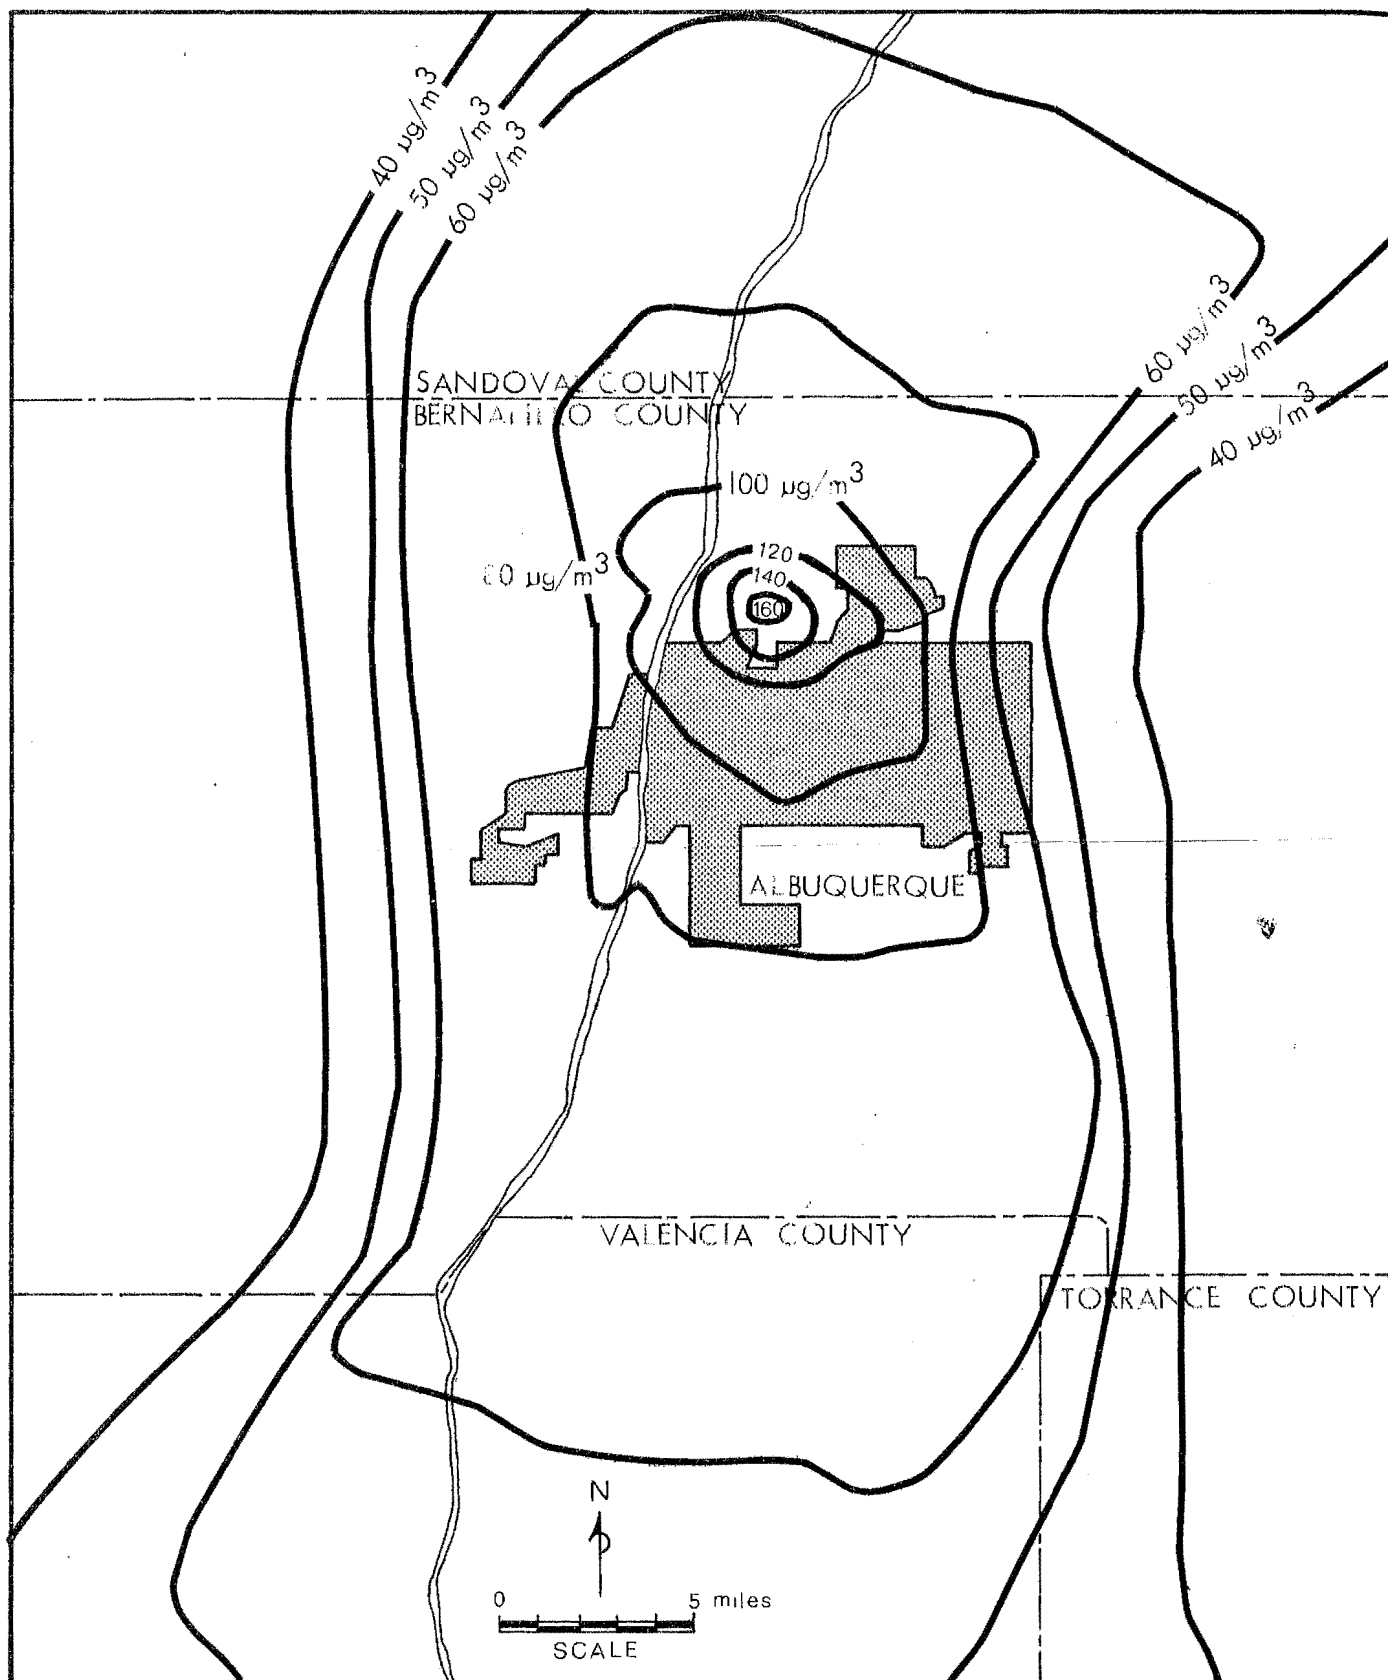 40 µg/m³
50 µg/m³
60 µg/m³
60 µg/m³
50 µg/m³
40 µg/m³
SANDOVAL COUNTY
BERNALILLO COUNTY
100 µg/m³
120
140
160
80 µg/m³
ALBUQUERQUE
VALENCIA COUNTY
TORRANCE COUNTY
N
0 5 miles
SCALE